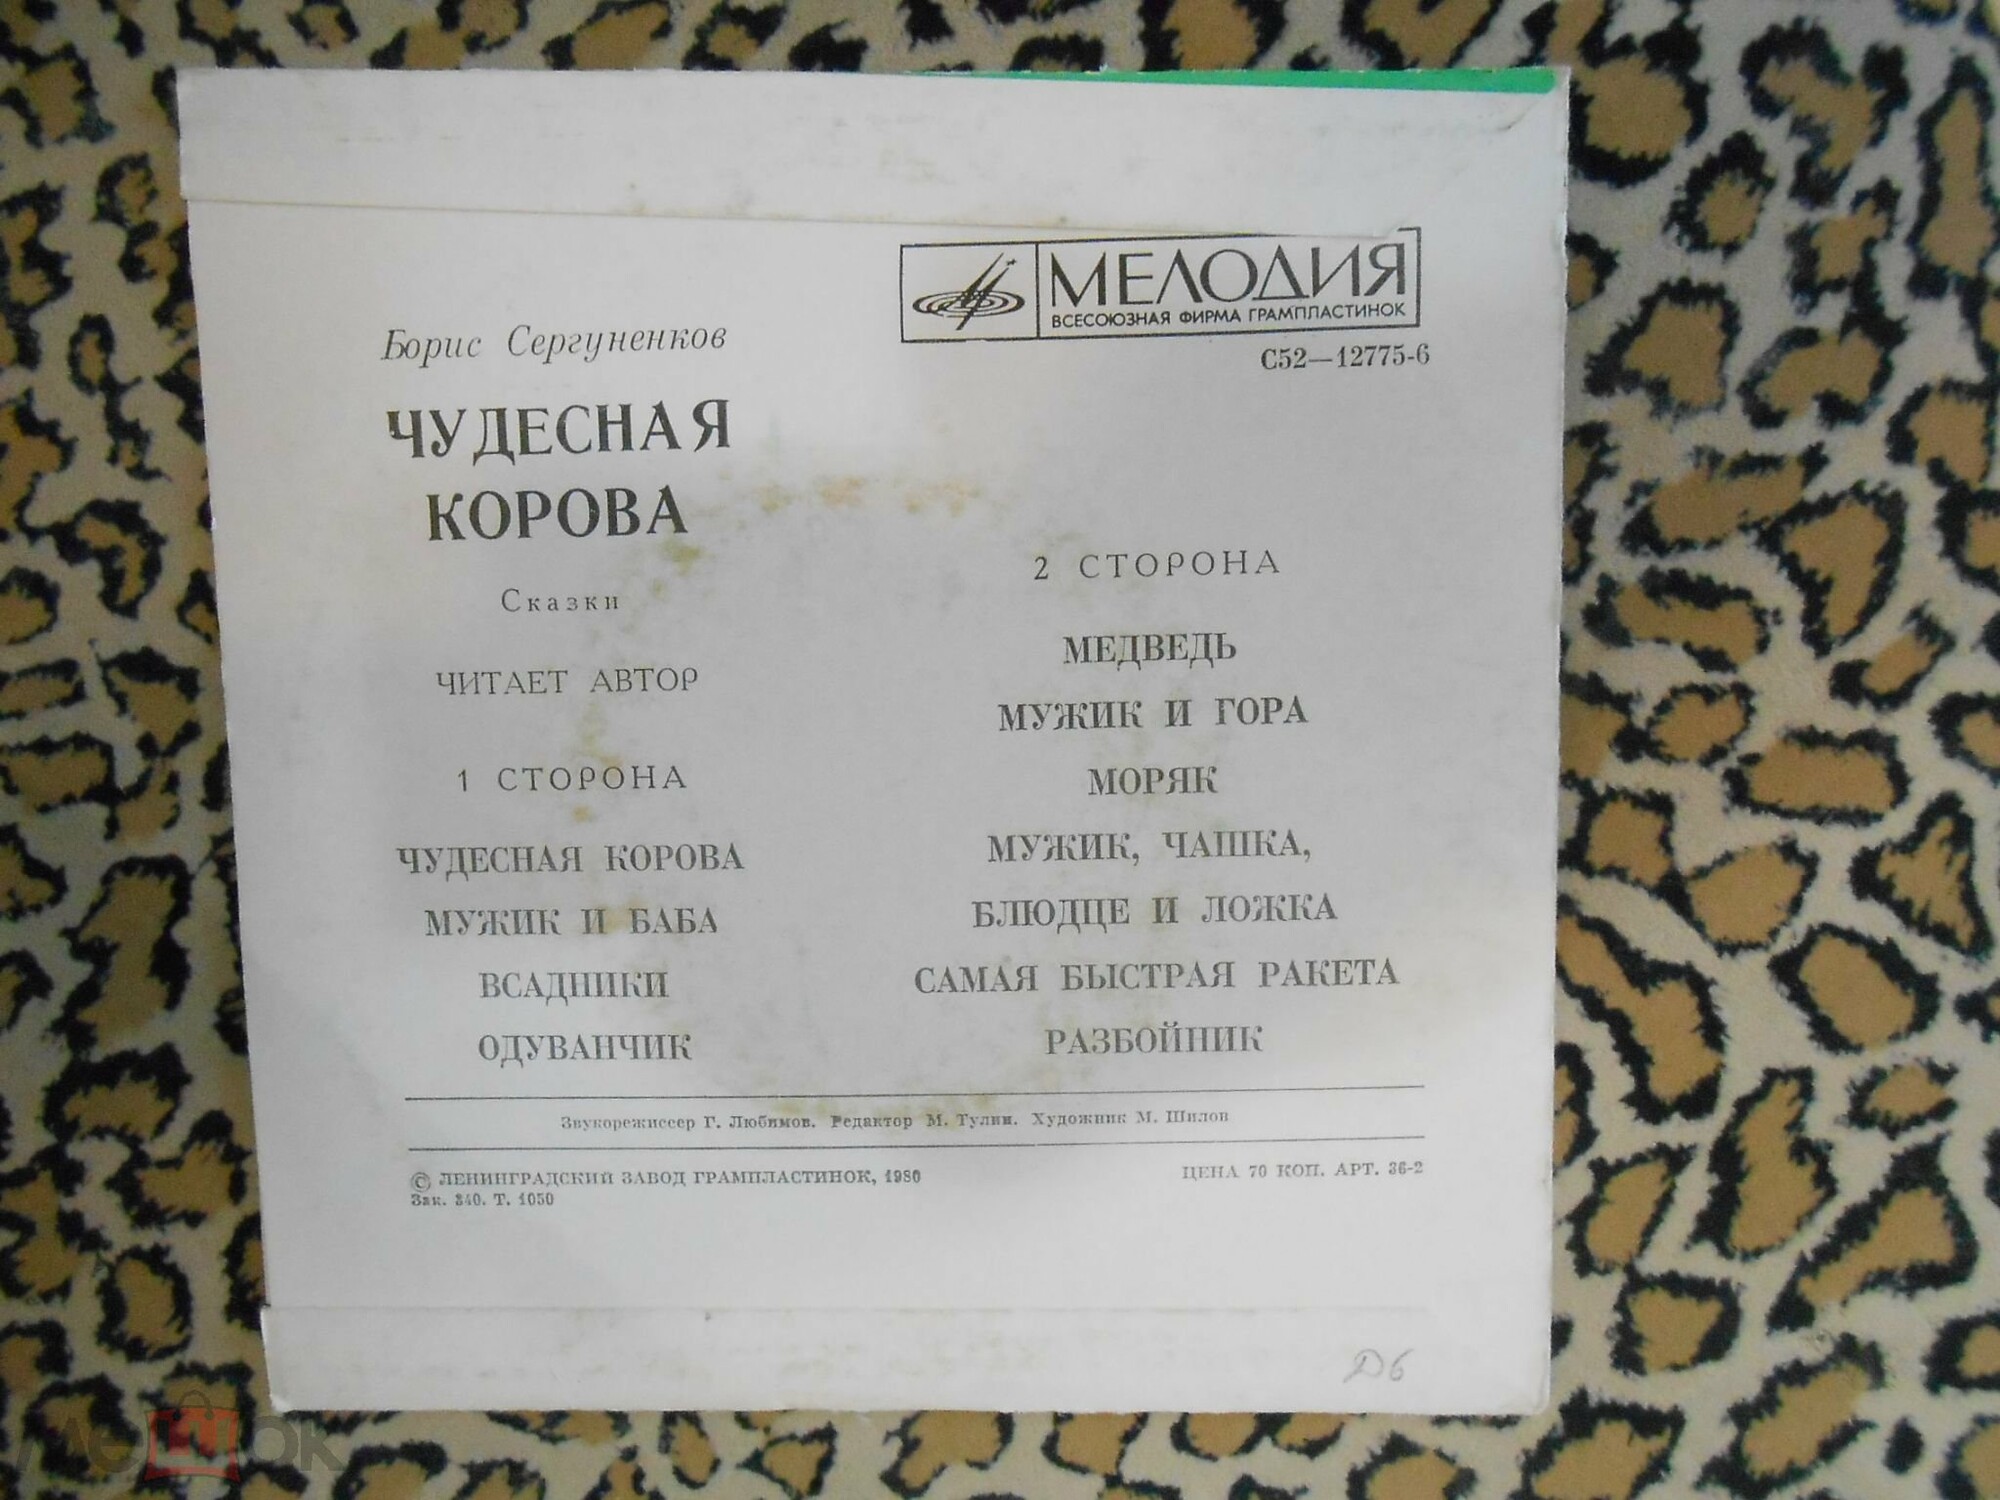 МЕЛОДИЯ
ВСЕСОЮЗНАЯ ФИРМА ГРАМПЛАСТИНОК
С52—12775-6
Борис Сергуненков
ЧУДЕСНАЯ
КОРОВА
Сказки
ЧИТАЕТ АВТОР
1 СТОРОНА
ЧУДЕСНАЯ КОРОВА
МУЖИК И БАБА
ВСАДНИКИ
ОДУВАНЧИК
2 СТОРОНА
МЕДВЕДЬ
МУЖИК И ГОРА
МОРЯК
МУЖИК, ЧАШКА,
БЛЮДЦЕ И ЛОЖКА
САМАЯ БЫСТРАЯ РАКЕТА
РАЗБОЙНИК
Звукорежиссер Г. Любимов. Редактор М. Тулин. Художник М. Шилов
© ЛЕНИНГРАДСКИЙ ЗАВОД ГРАМПЛАСТИНОК, 1980
Зак. 340. Т. 1050
ЦЕНА 70 КОП. АРТ. 36-2
Д6
мешок